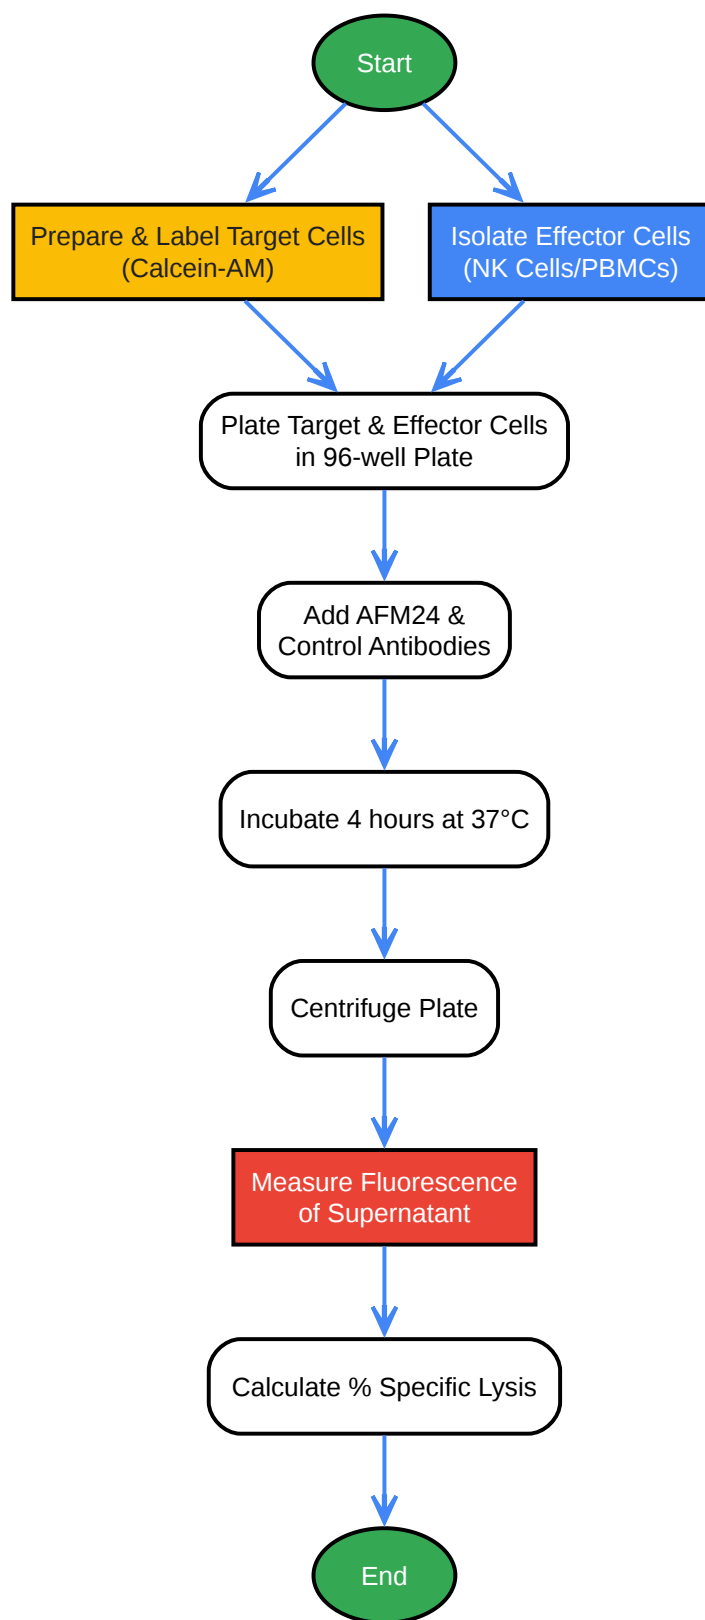 Start
Prepare & Label Target Cells
(Calcein-AM)
Isolate Effector Cells
(NK Cells/PBMCs)
Plate Target & Effector Cells
in 96-well Plate
Add AFM24 &
Control Antibodies
Incubate 4 hours at 37°C
Centrifuge Plate
Measure Fluorescence
of Supernatant
Calculate % Specific Lysis
End